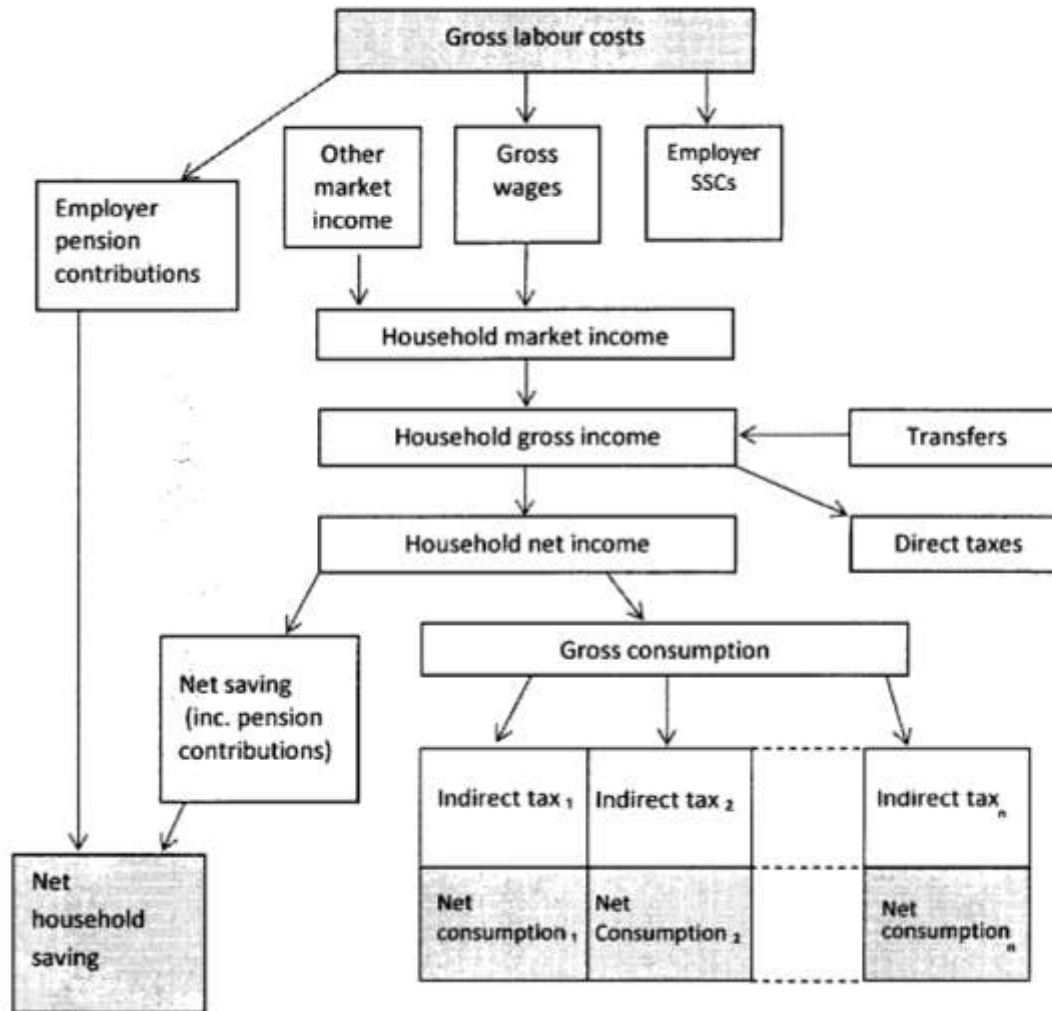 Gross labour costs
Other
market
income
Gross
wages
Employer
SSCs
Employer
pension
contributions
Household market income
Household gross income
Transfers
Household net income
Direct taxes
Gross consumption
Net saving
(inc. pension
contributions)
Indirect tax 1
Indirect tax 2
Indirect tax n
Net
household
saving
Net
consumption 1
Net
Consumption 2
Net
consumption n